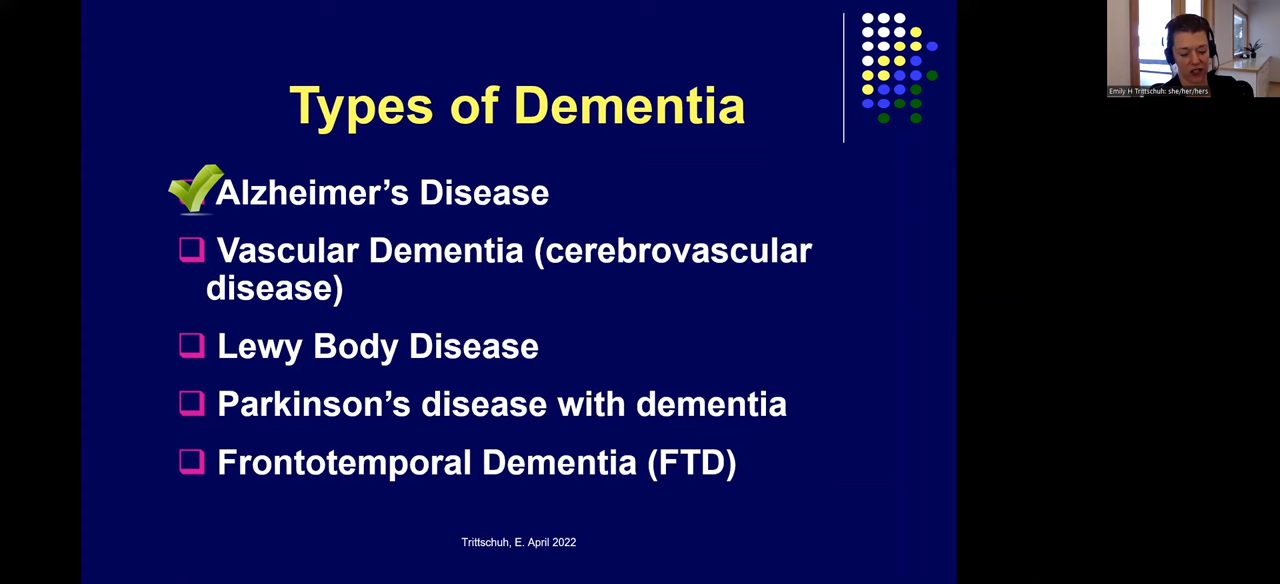 Types of Dementia
Alzheimer’s Disease
Vascular Dementia (cerebrovascular
disease)
Lewy Body Disease
Parkinson’s disease with dementia
Frontotemporal Dementia (FTD)
Trittschuh, E. April 2022
Emily H Trittschuh: she/her/hers